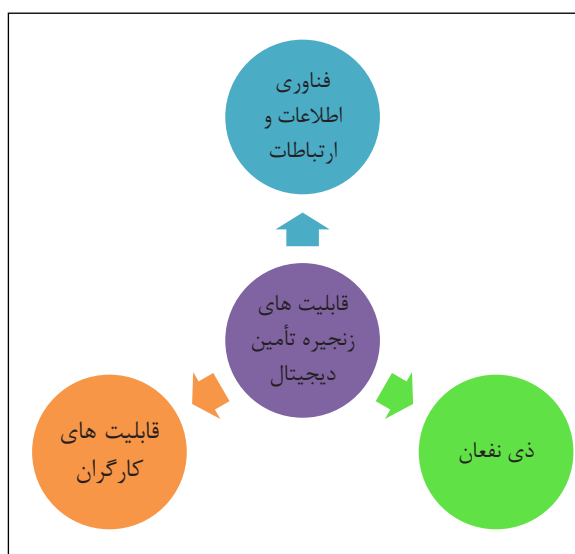 فناوری
اطلاعات و
ارتباطات
قابلیت های
زنجیره تأمین
دیجیتال
ذی نفعان
قابلیت های
کارگران